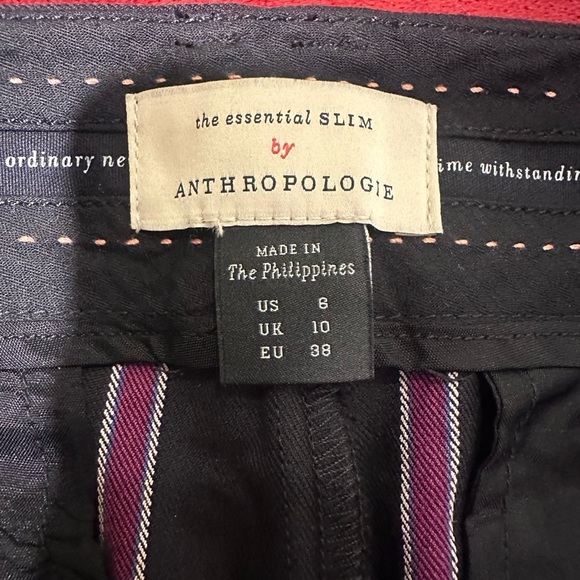 the essential SLIM
by
ANTHROPOLOGIE
ordinary ne
ime withstandin
MADE IN
The Philippines
US 6
UK 10
EU 38